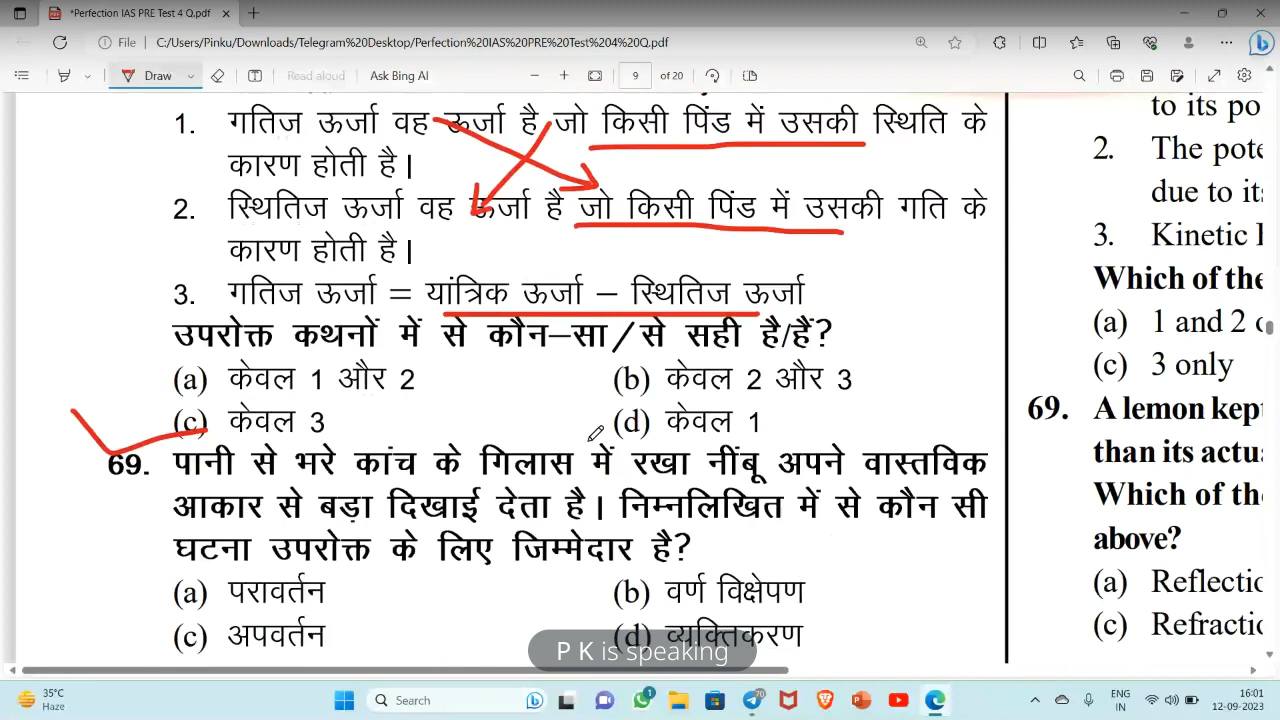 *Perfection IAS PRE Test 4 Q.pdf
File C:/Users/Pinku/Downloads/Telegram%20Desktop/Perfection%20IAS%20PRE%20Test%204%20Q.pdf
Draw Read aloud Ask Bing AI 9 of 20
1. गतिज ऊर्जा वह ऊर्जा है जो किसी पिंड में उसकी स्थिति के
कारण होती है।
2. स्थितिज ऊर्जा वह ऊर्जा है जो किसी पिंड में उसकी गति के
कारण होती है।
3. गतिज ऊर्जा = यांत्रिक ऊर्जा – स्थितिज ऊर्जा
उपरोक्त कथनों में से कौन–सा/से सही है/हैं?
(a) केवल 1 और 2 (b) केवल 2 और 3
(c) केवल 3 (d) केवल 1
69. पानी से भरे कांच के गिलास में रखा नींबू अपने वास्तविक
आकार से बड़ा दिखाई देता है। निम्नलिखित में से कौन सी
घटना उपरोक्त के लिए जिम्मेदार है?
(a) परावर्तन (b) वर्ण विक्षेपण
(c) अपवर्तन (d) व्यक्तिकरण
to its po
2. The pote
due to its
3. Kinetic
Which of the
(a) 1 and 2
(c) 3 only
69. A lemon kept
than its actua
Which of the
above?
(a) Reflectio
(c) Refractio
P K is speaking
35°C
Haze
Search
1
70
ENG
IN
16:01
12-09-2023